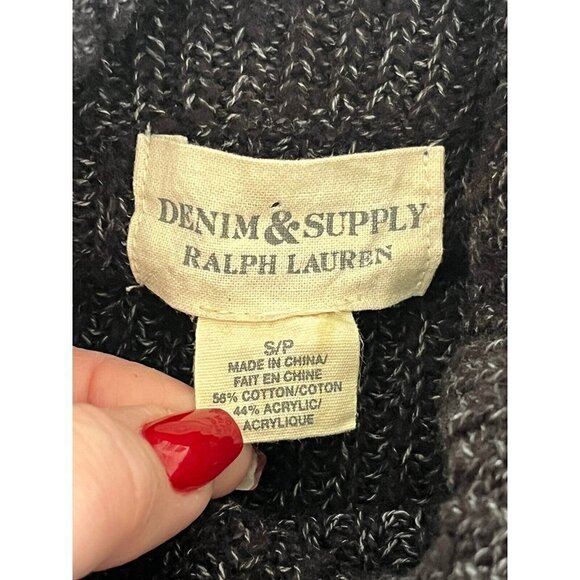 DENIM & SUPPLY
RALPH LAUREN
S/P
MADE IN CHINA/
FAIT EN CHINE
56% COTTON/COTON
44% ACRYLIC/
ACRYLIQUE